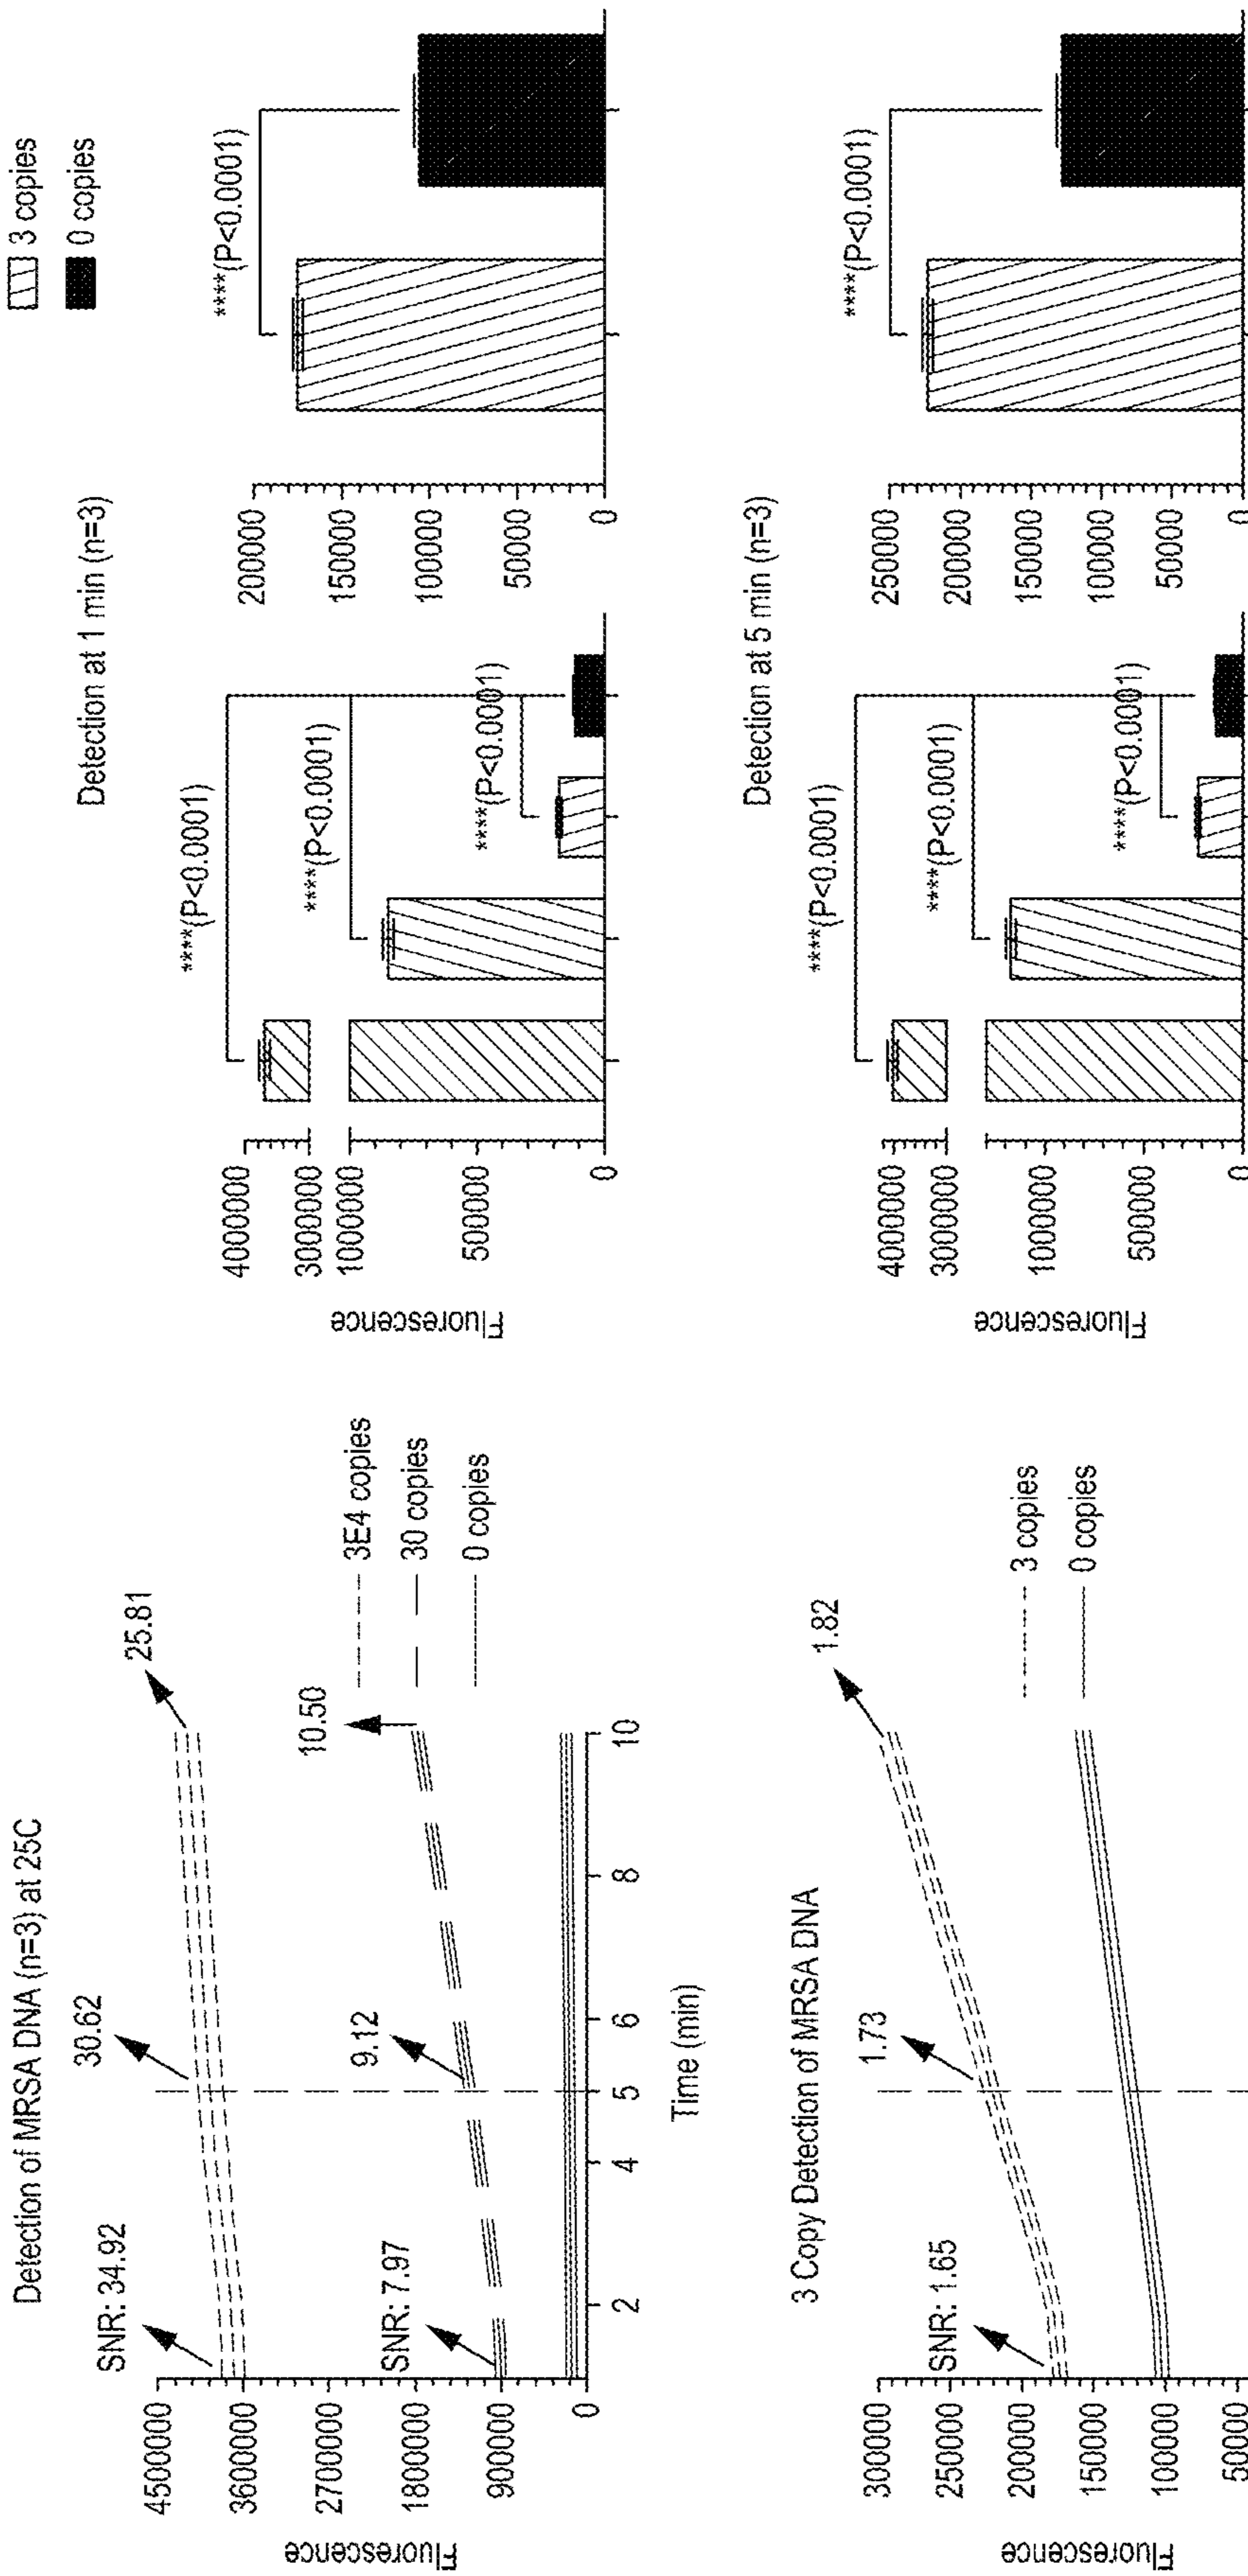 Detection of MRSA DNA (n=3) at 25C
Fluorescence
4500000
3600000
2700000
1800000
900000
0
SNR: 34.92
30.62
25.81
SNR: 7.97
9.12
10.50
2
4
5
6
8
10
Time (min)
3E4 copies
30 copies
0 copies
3 Copy Detection of MRSA DNA
Fluorescence
300000
250000
200000
150000
100000
50000
SNR: 1.65
1.73
1.82
3 copies
0 copies
3 copies
0 copies
Detection at 1 min (n=3)
Fluorescence
4000000
3000000
1000000
500000
0
****(P<0.0001)
****(P<0.0001)
****(P<0.0001)
200000
150000
100000
50000
0
****(P<0.0001)
Detection at 5 min (n=3)
Fluorescence
4000000
3000000
1000000
500000
0
****(P<0.0001)
****(P<0.0001)
****(P<0.0001)
250000
200000
150000
100000
50000
0
****(P<0.0001)